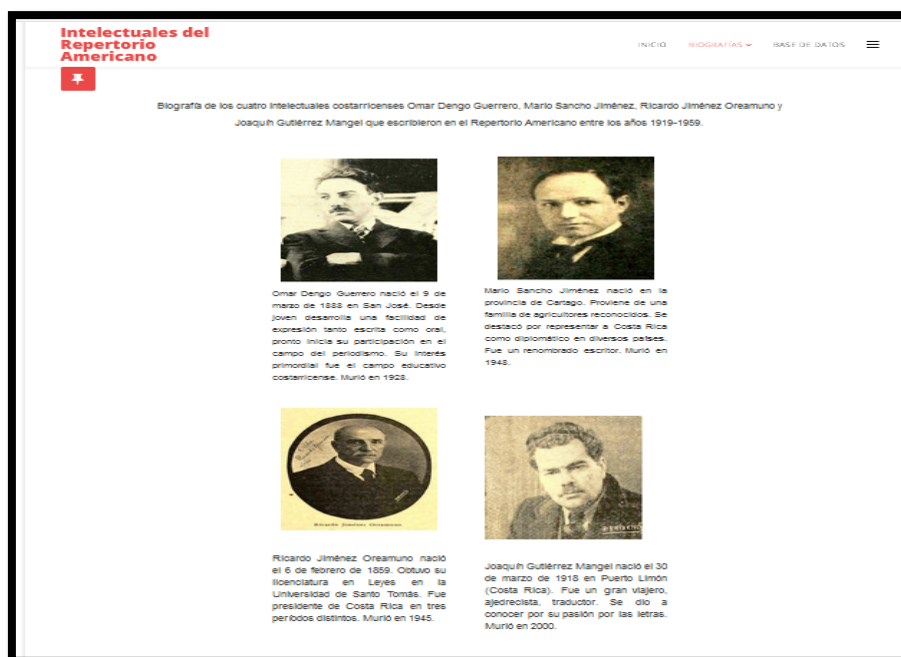 Intelectuales del
Repertorio
Americano
INICIO BIOGRAFÍAS BASE DE DATOS
Biografía de los cuatro intelectuales costarricenses Omar Dengo Guerrero, Mario Sancho Jiménez, Ricardo Jiménez Oreamuno y
Joaquín Gutiérrez Mangel que escribieron en el Repertorio Americano entre los años 1919-1959.
Omar Dengo Guerrero nació el 9 de
marzo de 1888 en San José. Desde
joven desarrolla una facilidad de
expresión tanto escrita como oral,
pronto inicia su participación en el
campo del periodismo. Su interés
primordial fue el campo educativo
costarricense. Murió en 1928.
Mario Sancho Jiménez nació en la
provincia de Cartago. Proviene de una
familia de agricultores reconocidos. Se
destacó por representar a Costa Rica
como diplomático en diversos países.
Fue un renombrado escritor. Murió en
1948.
Ricardo Jiménez Oreamuno
Ricardo Jiménez Oreamuno nació
el 6 de febrero de 1859. Obtuvo su
licenciatura en Leyes en la
Universidad de Santo Tomás. Fue
presidente de Costa Rica en tres
períodos distintos. Murió en 1945.
Joaquín Gutiérrez Mangel nació el 30
de marzo de 1918 en Puerto Limón
(Costa Rica). Fue un gran viajero,
ajedrecista, traductor. Se dio a
conocer por su pasión por las letras.
Murió en 2000.